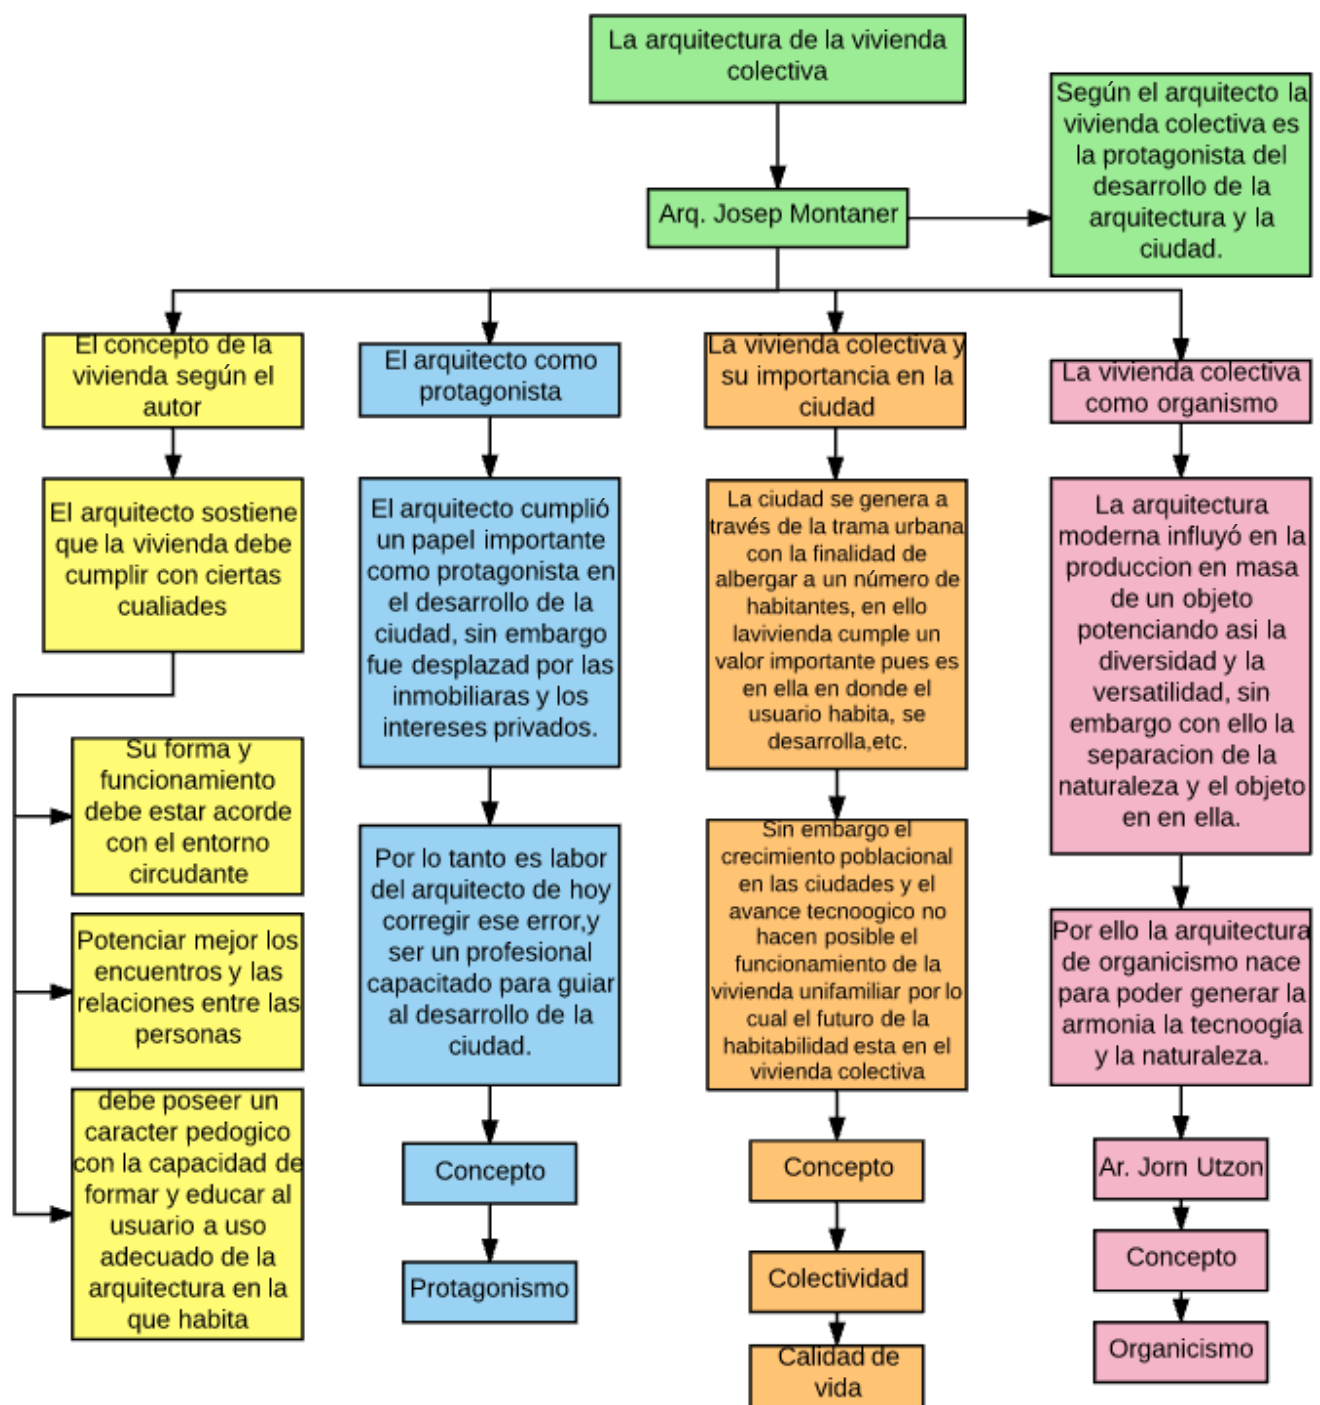 La arquitectura de la vivienda
colectiva
Según el arquitecto la
vivienda colectiva es
la protagonista del
desarrollo de la
arquitectura y la
ciudad.
Arq. Josep Montaner
El concepto de la
vivienda según el
autor
El arquitecto sostiene
que la vivienda debe
cumplir con ciertas
cualiades
Su forma y
funcionamiento
debe estar acorde
con el entorno
circudante
Potenciar mejor los
encuentros y las
relaciones entre las
personas
debe poseer un
caracter pedogico
con la capacidad de
formar y educar al
usuario a uso
adecuado de la
arquitectura en la
que habita
El arquitecto como
protagonista
El arquitecto cumplió
un papel importante
como protagonista en
el desarrollo de la
ciudad, sin embargo
fue desplazad por las
inmobiliaras y los
intereses privados.
Por lo tanto es labor
del arquitecto de hoy
corregir ese error,y
ser un profesional
capacitado para guiar
al desarrollo de la
ciudad.
Concepto
Protagonismo
La vivienda colectiva y
su importancia en la
ciudad
La ciudad se genera a
través de la trama urbana
con la finalidad de
albergar a un número de
habitantes, en ello
lavivienda cumple un
valor importante pues es
en ella en donde el
usuario habita, se
desarrolla,etc.
Sin embargo el
crecimiento poblacional
en las ciudades y el
avance tecnoogico no
hacen posible el
funcionamiento de la
vivienda unifamiliar por lo
cual el futuro de la
habitabilidad esta en el
vivienda colectiva
Concepto
Colectividad
Calidad de
vida
La vivienda colectiva
como organismo
La arquitectura
moderna influyó en la
produccion en masa
de un objeto
potenciando asi la
diversidad y la
versatilidad, sin
embargo con ello la
separacion de la
naturaleza y el objeto
en en ella.
Por ello la arquitectura
de organicismo nace
para poder generar la
armonia la tecnoogía
y la naturaleza.
Ar. Jorn Utzon
Concepto
Organicismo